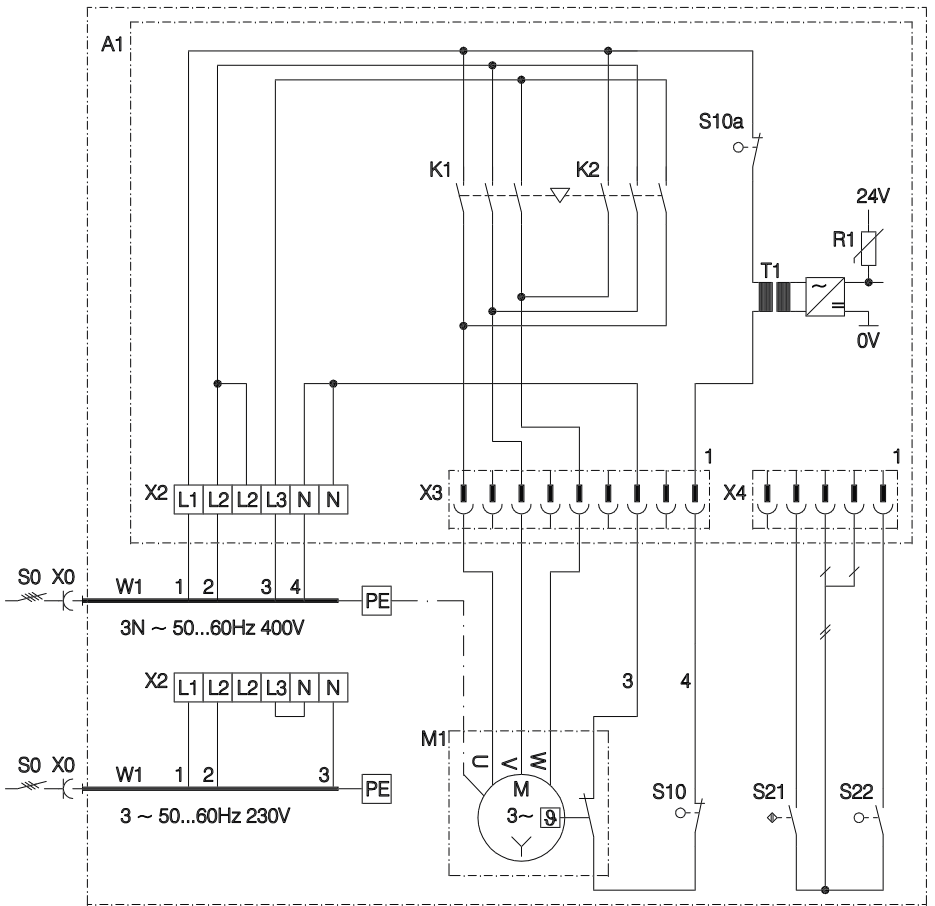 A1
S10a
K1 K2
24V
R1
T1
~
=
0V
1 1
X2 L1 L2 L2 L3 N N X3 X4
S0 X0 W1 1 2 3 4 PE
3N ~ 50...60Hz 400V
X2 L1 L2 L2 L3 N N 3 4
M1 U V W
S0 X0 W1 1 2 3 PE M S10 S21 S22
3 ~ 50...60Hz 230V 3~ ϑ